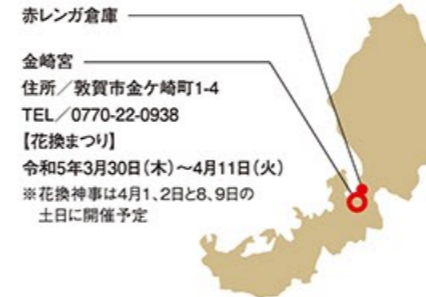 赤レンガ倉庫
金崎宮
住所／敦賀市金ケ崎町1-4
TEL／0770-22-0938
【花換まつり】
令和5年3月30日（木）～4月11日（火）
※花換神事は4月1、2日と8、9日の
土日に開催予定